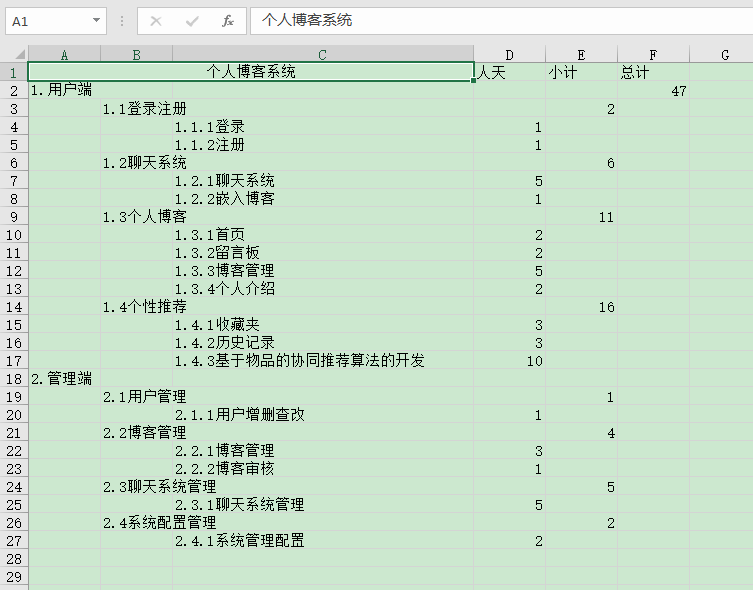 A1 fx 个人博客系统
A B C D E F G
1 个人博客系统 人天 小计 总计
2 1.用户端 47
3 1.1登录注册 2
4 1.1.1登录 1
5 1.1.2注册 1
6 1.2聊天系统 6
7 1.2.1聊天系统 5
8 1.2.2嵌入博客 1
9 1.3个人博客 11
10 1.3.1首页 2
11 1.3.2留言板 2
12 1.3.3博客管理 5
13 1.3.4个人介绍 2
14 1.4个性推荐 16
15 1.4.1收藏夹 3
16 1.4.2历史记录 3
17 1.4.3基于物品的协同推荐算法的开发 10
18 2.管理端
19 2.1用户管理 1
20 2.1.1用户增删查改 1
21 2.2博客管理 4
22 2.2.1博客管理 3
23 2.2.2博客审核 1
24 2.3聊天系统管理 5
25 2.3.1聊天系统管理 5
26 2.4系统配置管理 2
27 2.4.1系统管理配置 2
28
29